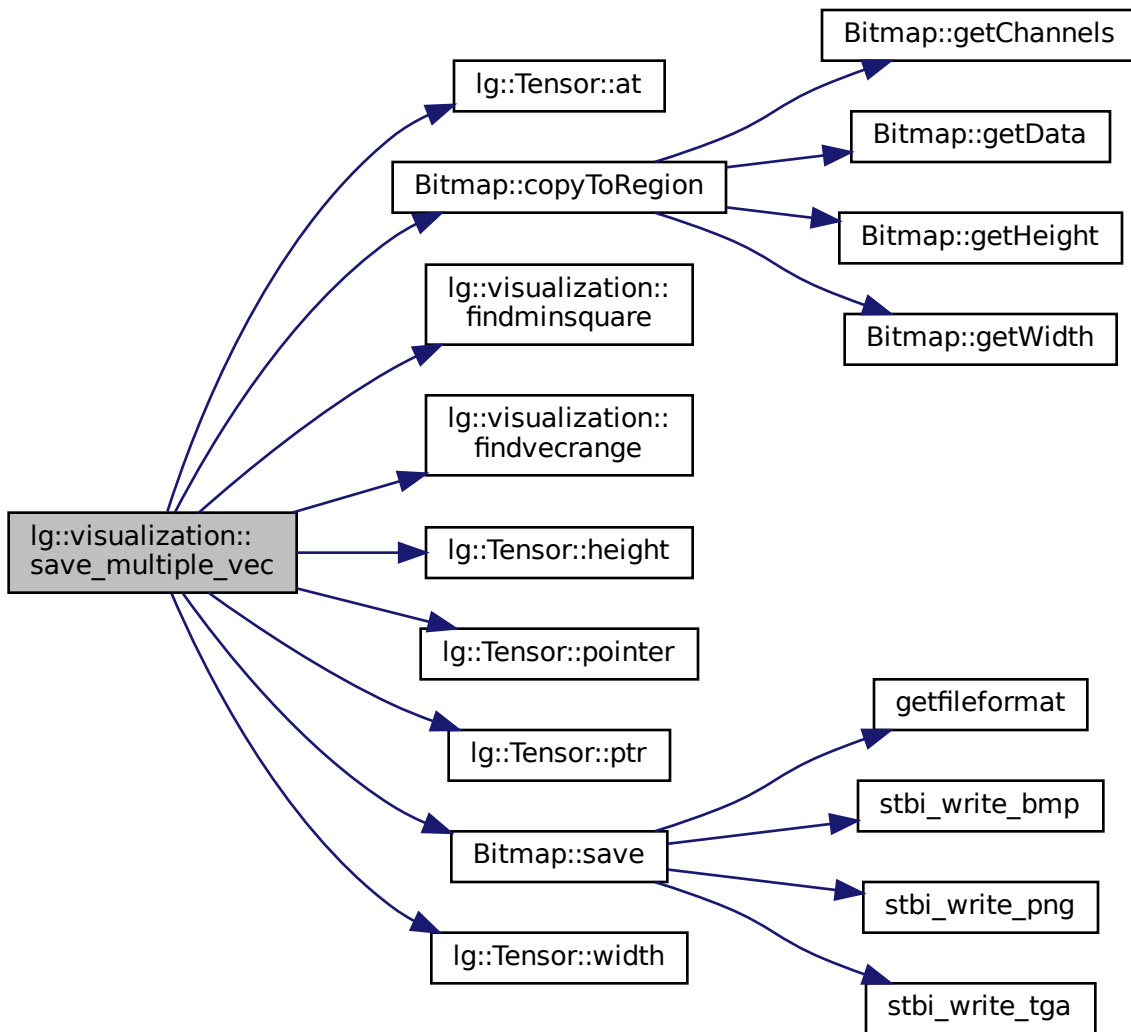 lg::visualization::
save_multiple_vec
lg::Tensor::at
Bitmap::copyToRegion
lg::visualization::
findminsquare
lg::visualization::
findvecrange
lg::Tensor::height
lg::Tensor::pointer
lg::Tensor::ptr
Bitmap::save
lg::Tensor::width
Bitmap::getChannels
Bitmap::getData
Bitmap::getHeight
Bitmap::getWidth
getfileformat
stbi_write_bmp
stbi_write_png
stbi_write_tga